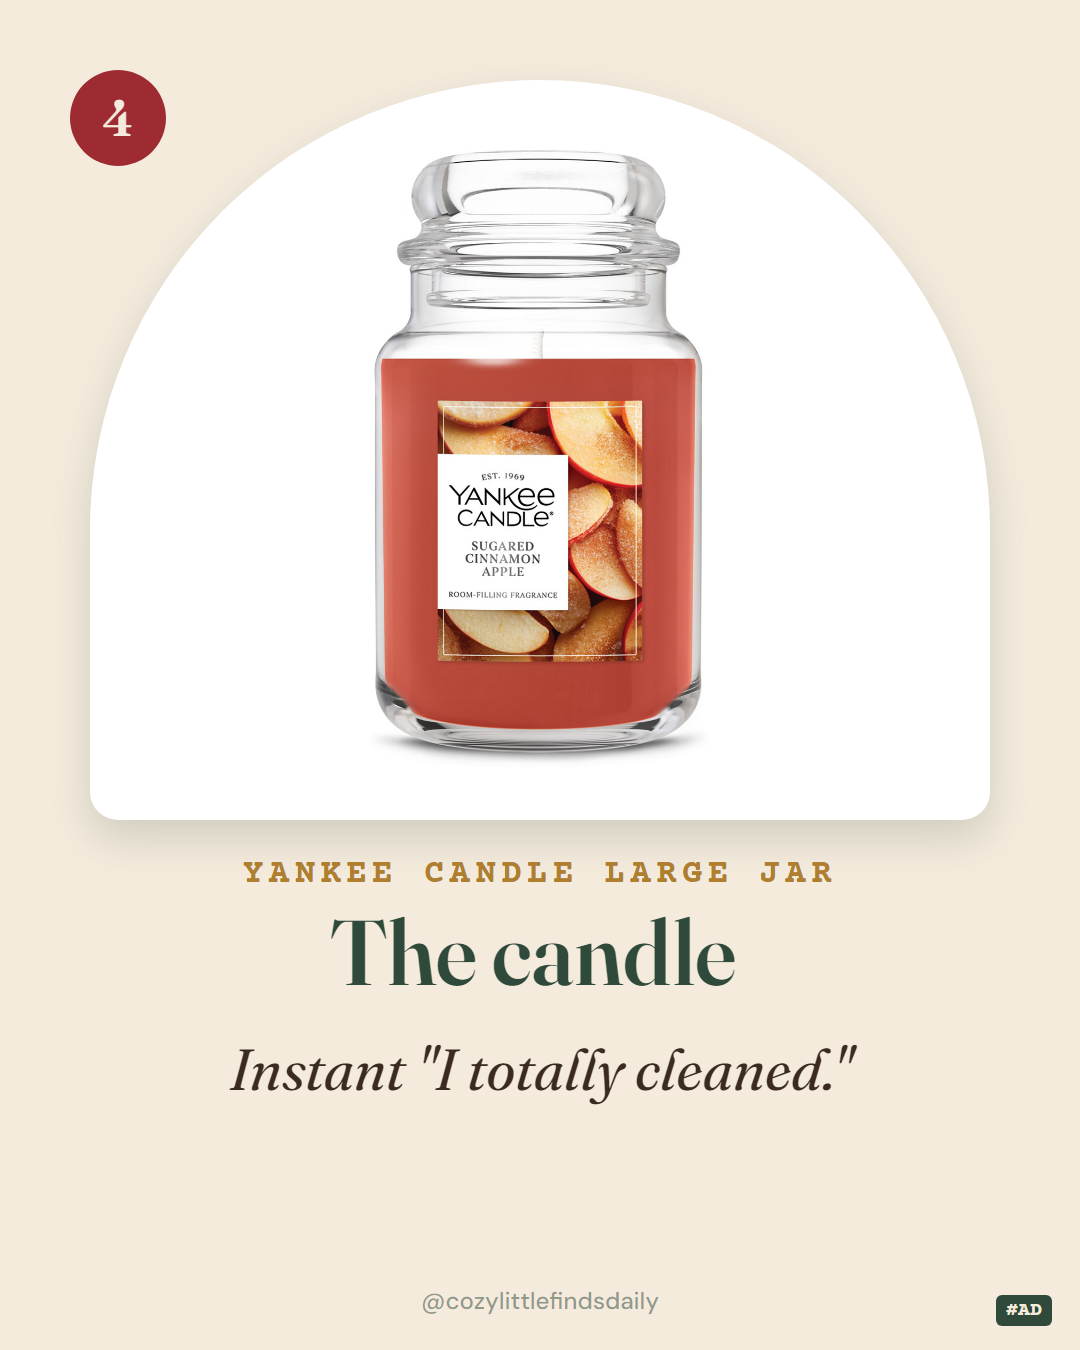 4
EST. 1969
YANKEE
CANDLE®
SUGARED
CINNAMON
APPLE
ROOM-FILLING FRAGRANCE
YANKEE CANDLE LARGE JAR
The candle
Instant "I totally cleaned."
@cozylittlefindsdaily
#AD